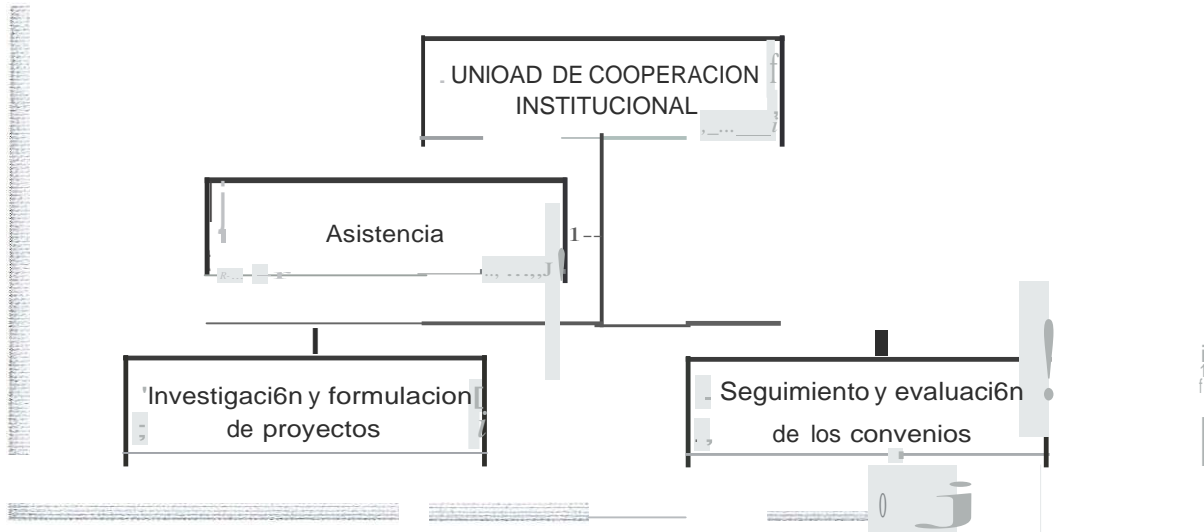 UNIOAD DE COOPERACION
INSTITUCIONAL
Asistencia
Investigaci6n y formulacion
de proyectos
Seguimiento y evaluaci6n
de los convenios